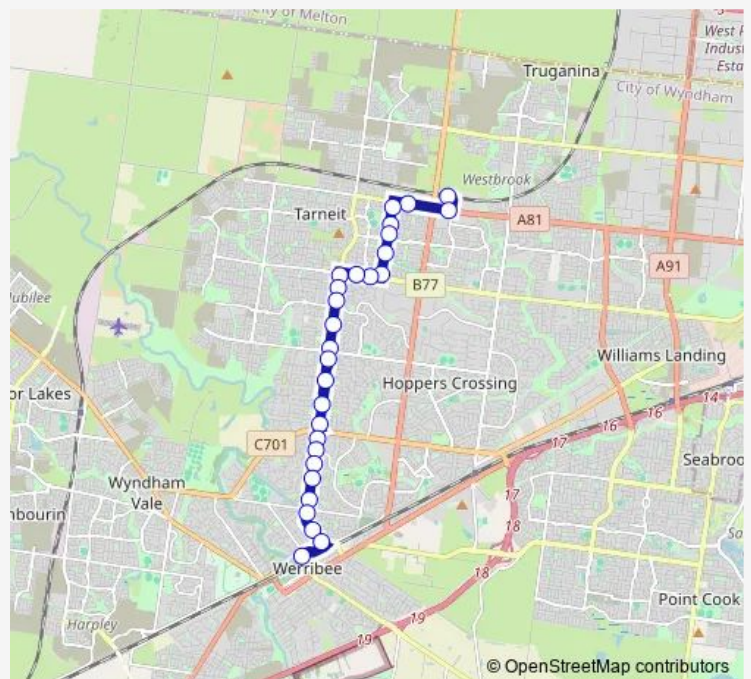 City of Melton
West
Indus
Esta
Truganina
City of Wyndham
Westbrook
Tarneit
A81
A91
B77
Jubilee
Williams Landing
or Lakes
Hoppers Crossing
14
16
16
17
C701
Seabroo
Wyndham
Vale
17
mbourin
18
Werribee
18
Point Cook
Harpley
19
19
© OpenStreetMap contributors